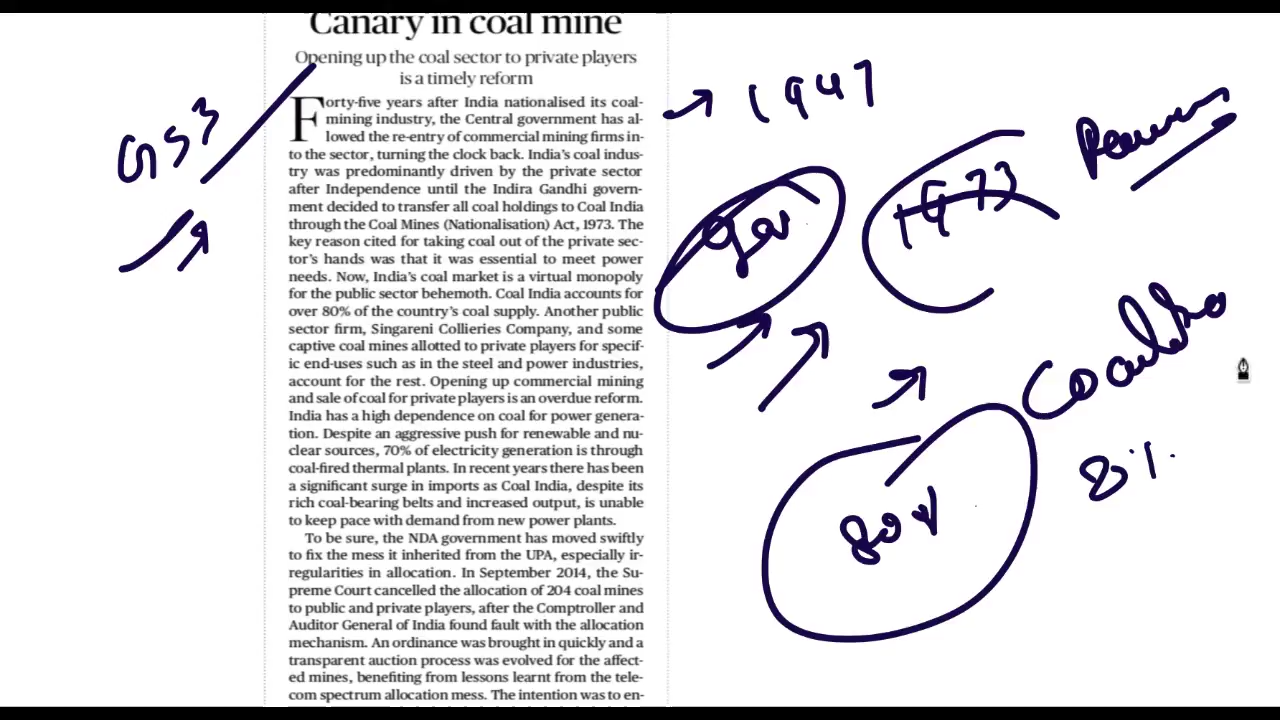 Canary in coal mine
Opening up the coal sector to private players
is a timely reform
Forty-five years after India nationalised its coal-
mining industry, the Central government has al-
lowed the re-entry of commercial mining firms in-
to the sector, turning the clock back. India's coal indus-
try was predominantly driven by the private sector
after Independence until the Indira Gandhi govern-
ment decided to transfer all coal holdings to Coal India
through the Coal Mines (Nationalisation) Act, 1973. The
key reason cited for taking coal out of the private sec-
tor's hands was that it was essential to meet power
needs. Now, India's coal market is a virtual monopoly
for the public sector behemoth. Coal India accounts for
over 80% of the country's coal supply. Another public
sector firm, Singareni Collieries Company, and some
captive coal mines allotted to private players for specif-
ic end-uses such as in the steel and power industries,
account for the rest. Opening up commercial mining
and sale of coal for private players is an overdue reform.
India has a high dependence on coal for power genera-
tion. Despite an aggressive push for renewable and nu-
clear sources, 70% of electricity generation is through
coal-fired thermal plants. In recent years there has been
a significant surge in imports as Coal India, despite its
rich coal-bearing belts and increased output, is unable
to keep pace with demand from new power plants.
To be sure, the NDA government has moved swiftly
to fix the mess it inherited from the UPA, especially ir-
regularities in allocation. In September 2014, the Su-
preme Court cancelled the allocation of 204 coal mines
to public and private players, after the Comptroller and
Auditor General of India found fault with the allocation
mechanism. An ordinance was brought in quickly and a
transparent auction process was evolved for the affect-
ed mines, benefiting from lessons learnt from the tele-
com spectrum allocation mess. The intention was to en-
GS3
1947
1973